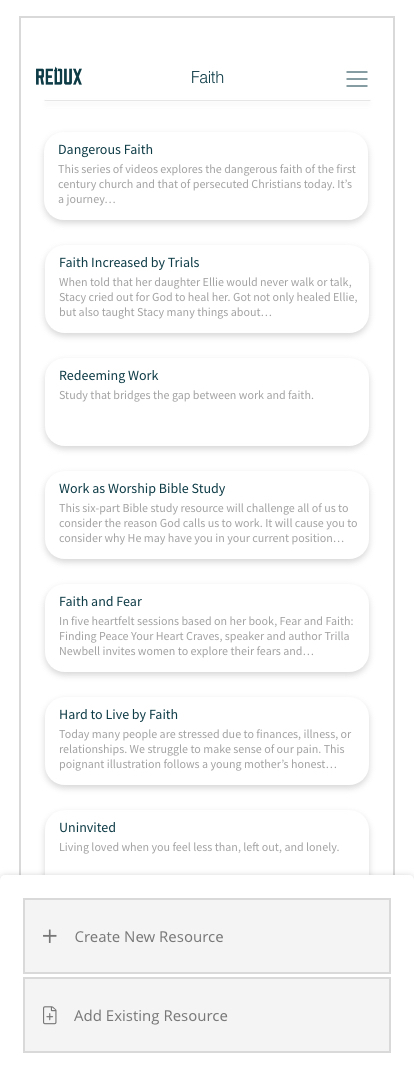 REDUX
Faith
Dangerous Faith
This series of videos explores the dangerous faith of the first
century church and that of persecuted Christians today. It's
a journey…
Faith Increased by Trials
When told that her daughter Ellie would never walk or talk,
Stacy cried out for God to heal her. Got not only healed Ellie,
but also taught Stacy many things about…
Redeeming Work
Study that bridges the gap between work and faith.
Work as Worship Bible Study
This six-part Bible study resource will challenge all of us to
consider the reason God calls us to work. It will cause you to
consider why He may have you in your current position…
Faith and Fear
In five heartfelt sessions based on her book, Fear and Faith:
Finding Peace Your Heart Craves, speaker and author Trilla
Newbell invites women to explore their fears and…
Hard to Live by Faith
Today many people are stressed due to finances, illness, or
relationships. We struggle to make sense of our pain. This
poignant illustration follows a young mother's honest…
Uninvited
Living loved when you feel less than, left out, and lonely.
Create New Resource
Add Existing Resource